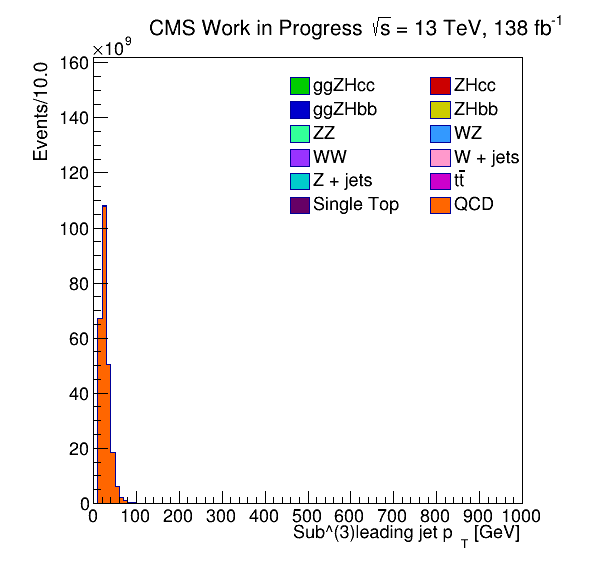 CMS Work in Progress √s = 13 TeV, 138 fb⁻¹
×10⁹
Events/10.0
160
140
120
100
80
60
40
20
0
ggZHcc ZHcc
ggZHbb ZHbb
ZZ WZ
WW W + jets
Z + jets tt̄
Single Top QCD
0 100 200 300 400 500 600 700 800 900 1000
Sub^(3)leading jet p_T [GeV]